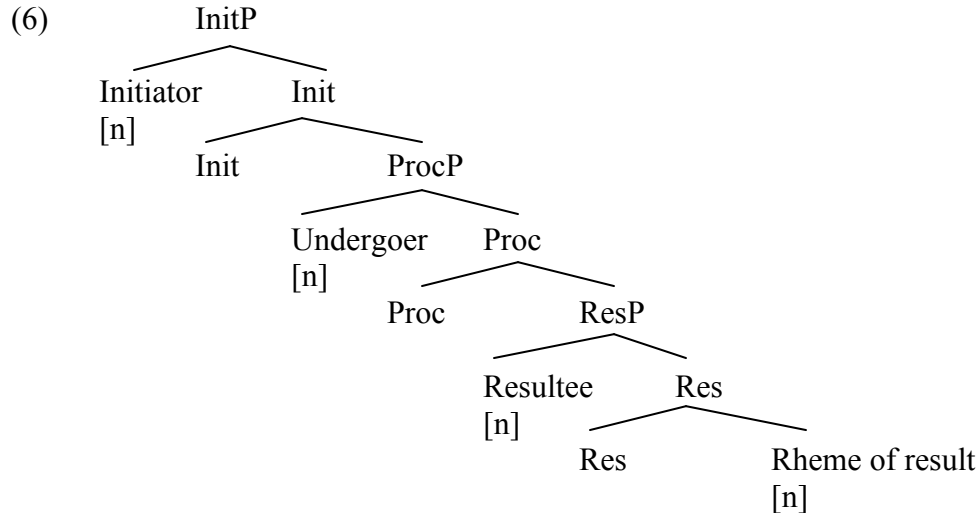 (6) InitP
Initiator Init
[n]
Init ProcP
Undergoer Proc
[n]
Proc ResP
Resultee Res
[n]
Res Rheme of result
[n]